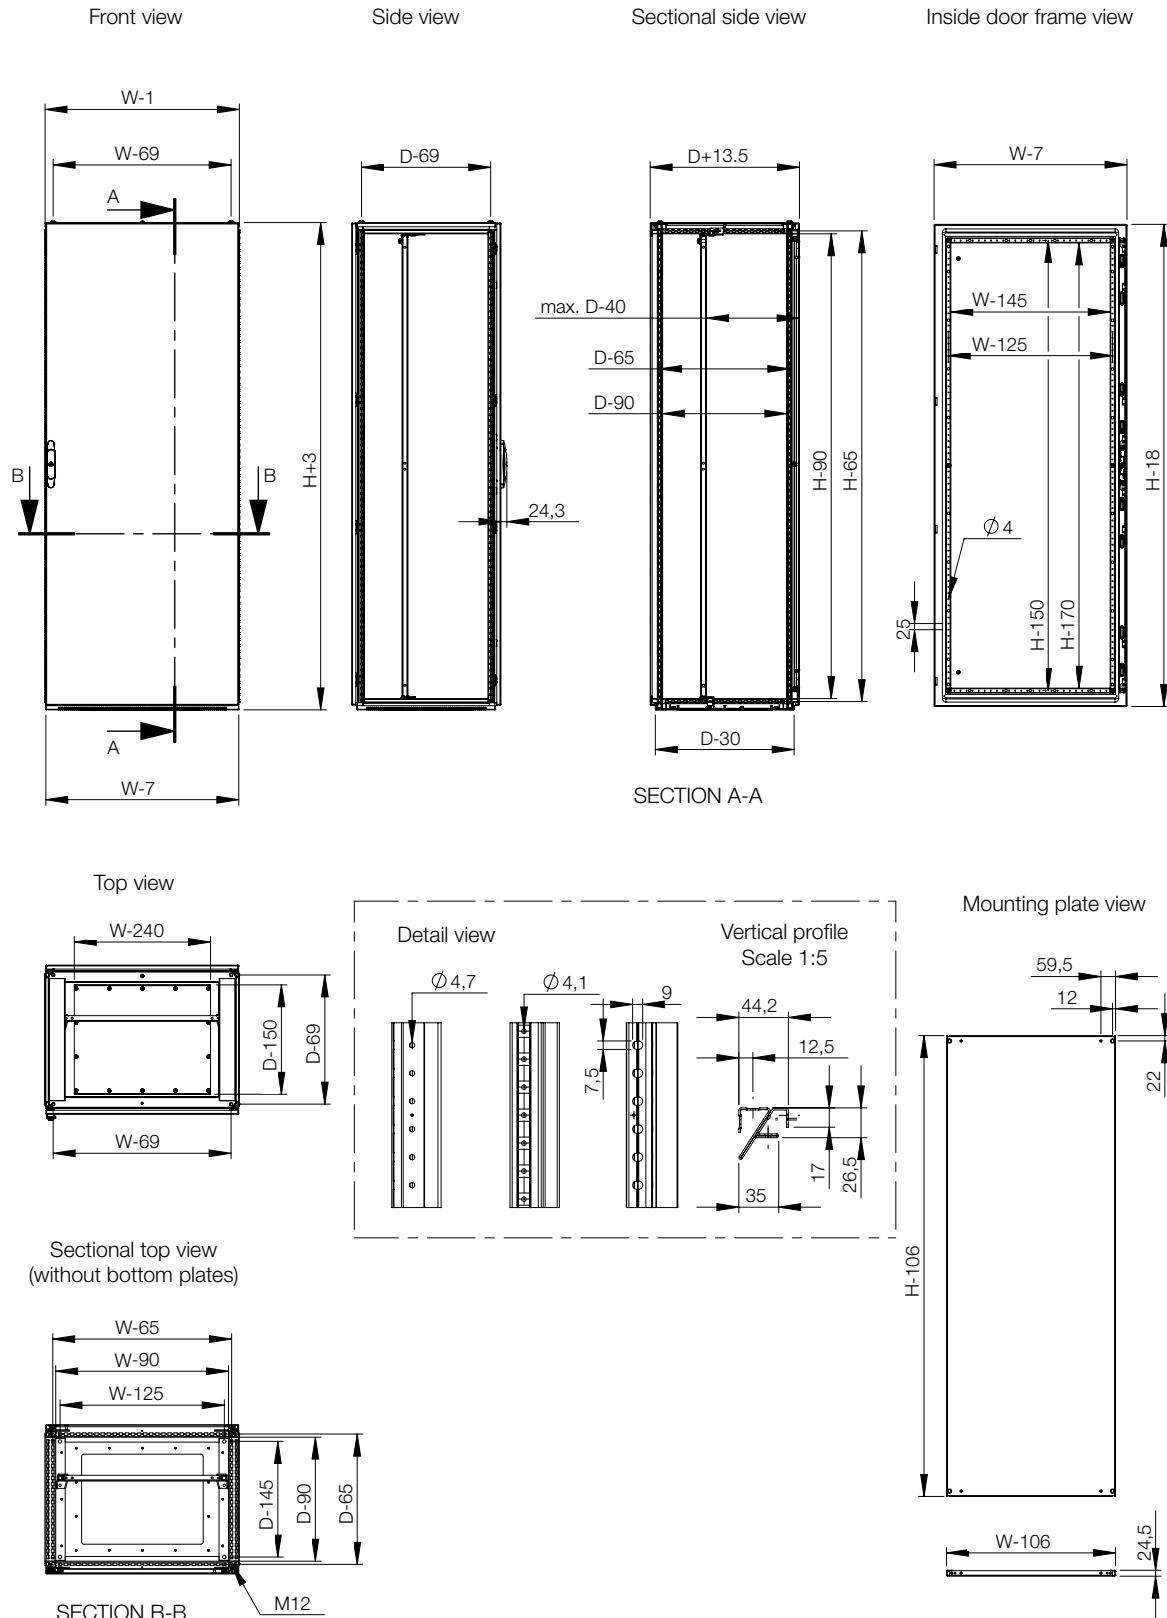 Front view
Side view
Sectional side view
Inside door frame view
W-1
W-69
A
B
B
H+3
A
W-7
D-69
24,3
D+13.5
max. D-40
D-65
D-90
H-90
H-65
D-30
SECTION A-A
W-7
W-145
W-125
Ø 4
25
H-150
H-170
H-18
Top view
W-240
D-150
D-69
W-69
Detail view
Ø 4,7
Ø 4,1
9
7,5
Vertical profile
Scale 1:5
44,2
12,5
17
26,5
35
Mounting plate view
59,5
12
22
H-106
W-106
24,5
Sectional top view
(without bottom plates)
W-65
W-90
W-125
D-145
D-90
D-65
M12
SECTION B-B